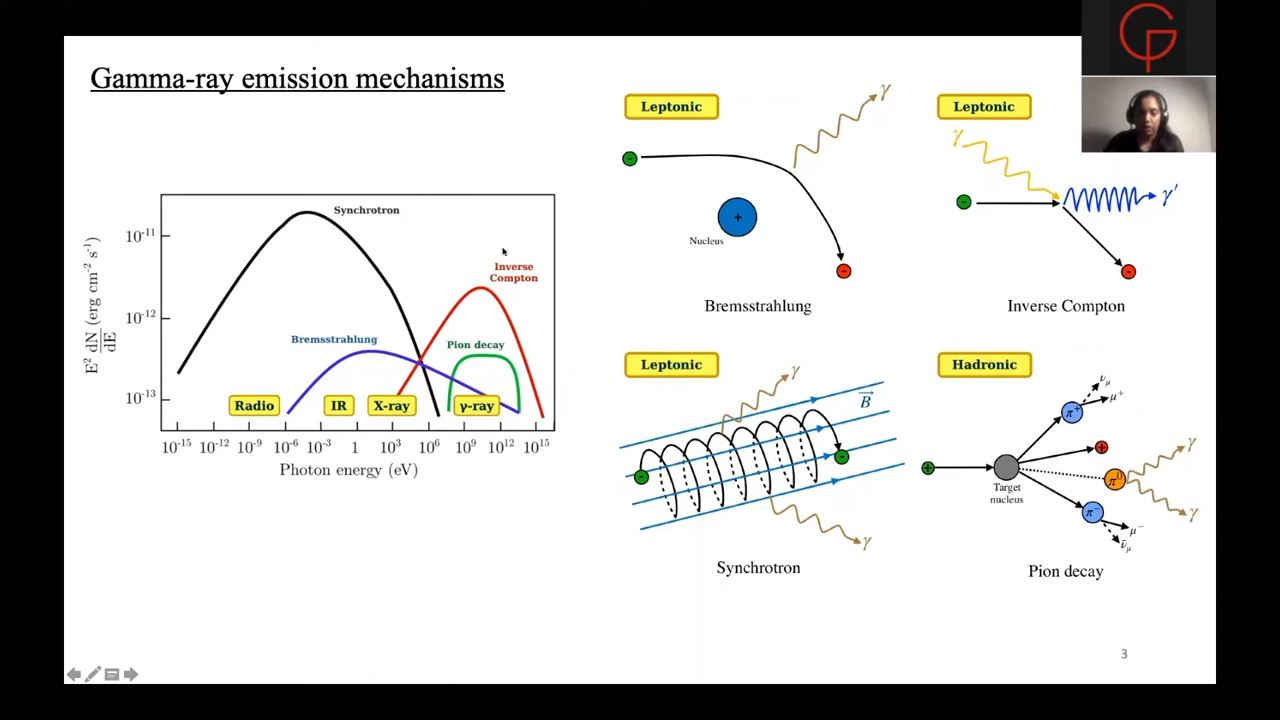 Gamma-ray emission mechanisms
Synchrotron
Inverse
Compton
Bremsstrahlung
Pion decay
Radio
IR
X-ray
γ-ray
10⁻¹¹
10⁻¹²
10⁻¹³
E² dN/dE (erg cm⁻² s⁻¹)
10⁻¹⁵ 10⁻¹² 10⁻⁹ 10⁻⁶ 10⁻³ 1 10³ 10⁶ 10⁹ 10¹² 10¹⁵
Photon energy (eV)
Leptonic
γ
-
+
Nucleus
-
Bremsstrahlung
Leptonic
γ
γ'
-
-
Inverse Compton
Leptonic
γ
B
-
-
γ
Synchrotron
Hadronic
ν_μ
μ⁺
π⁺
+
+
Target
nucleus
π⁰
γ
γ
π⁻
μ⁻
ν̄_μ
Pion decay
3